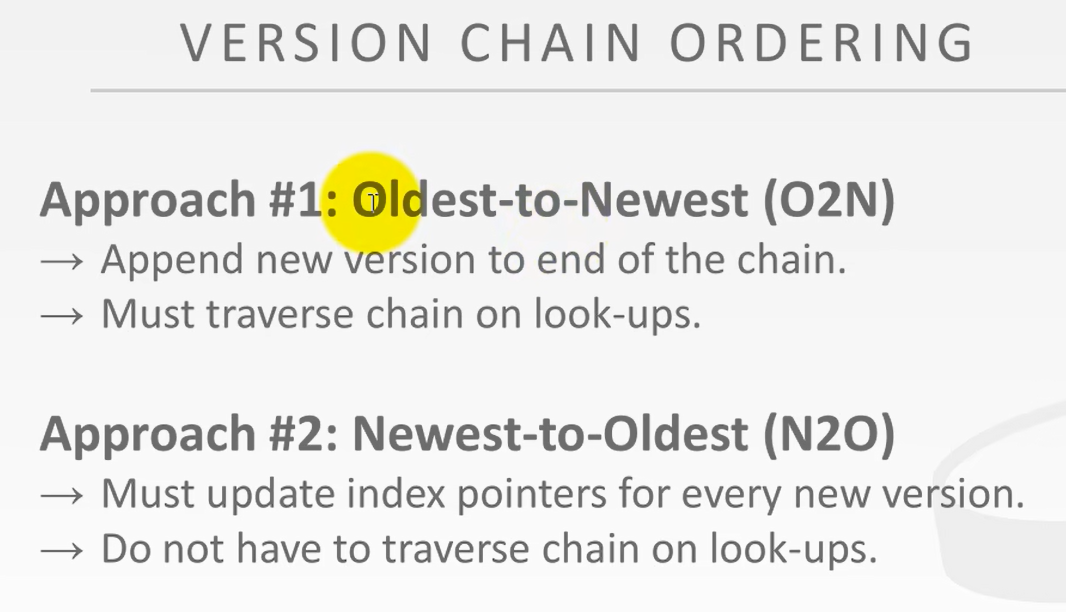 VERSION CHAIN ORDERING
Approach #1: Oldest-to-Newest (O2N)
→ Append new version to end of the chain.
→ Must traverse chain on look-ups.
Approach #2: Newest-to-Oldest (N2O)
→ Must update index pointers for every new version.
→ Do not have to traverse chain on look-ups.